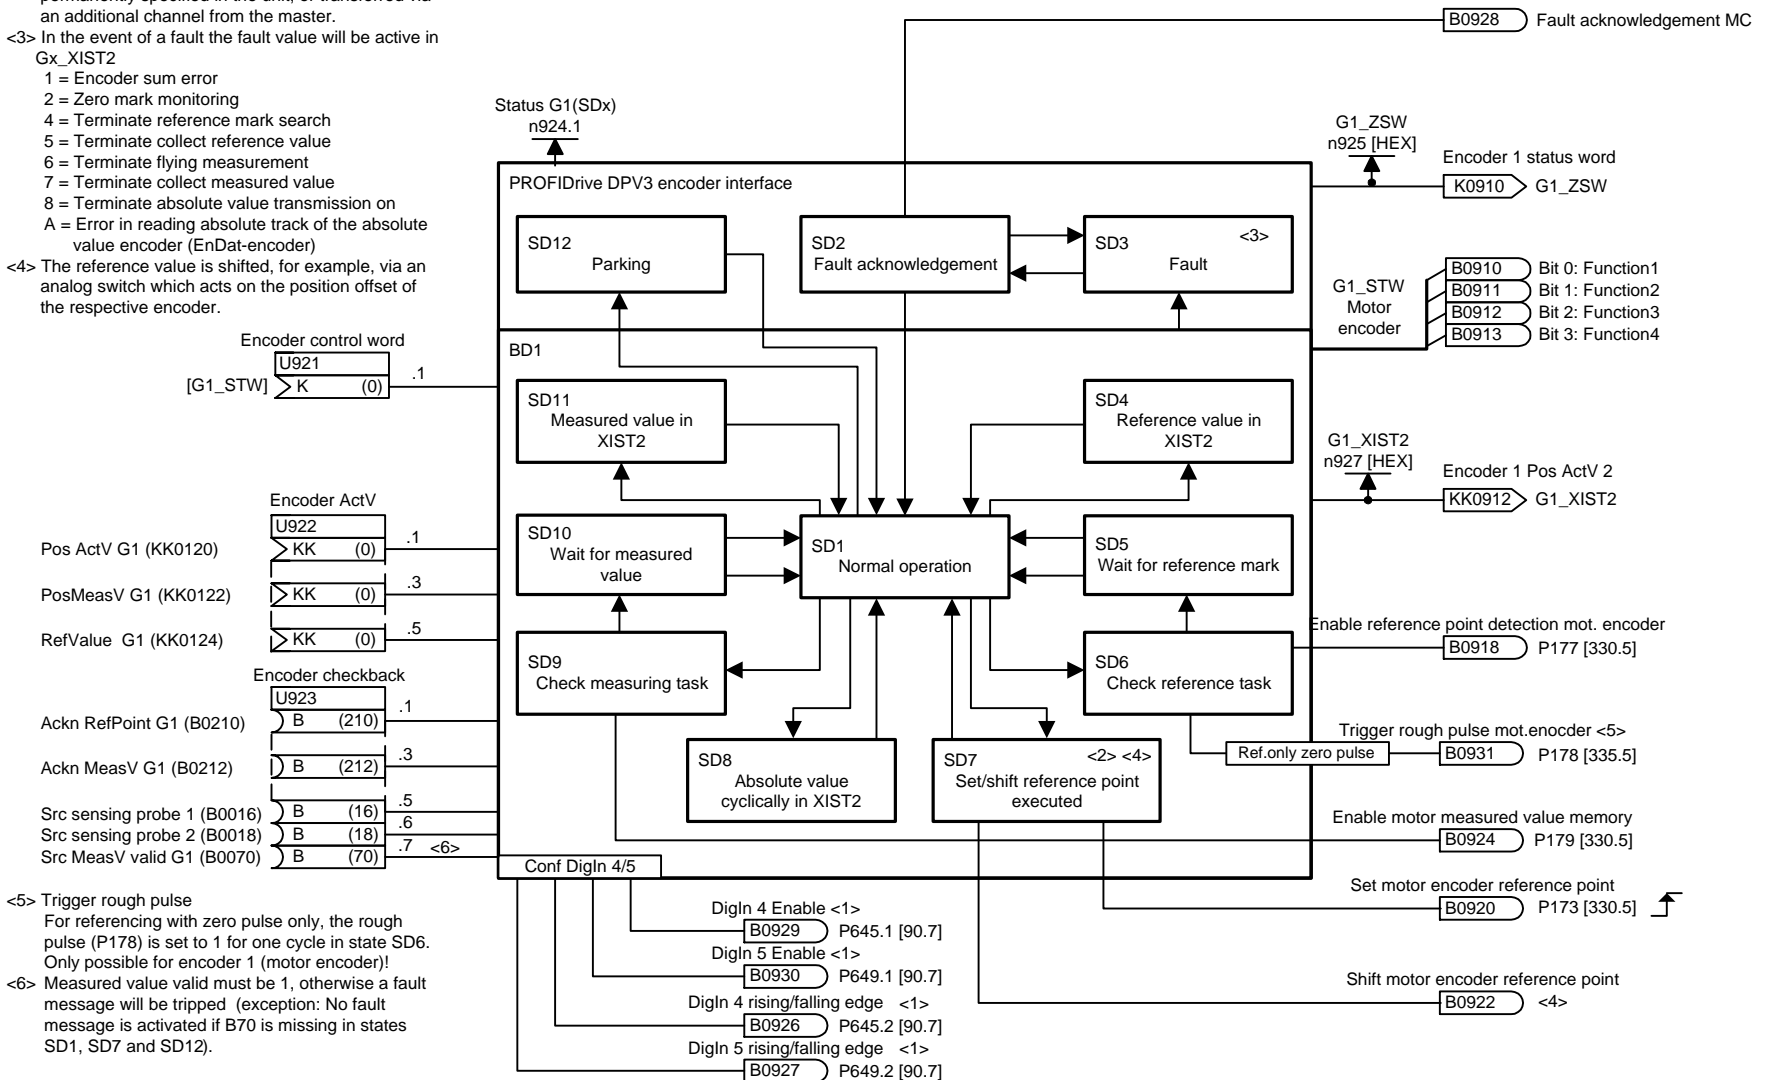 permanently specified in the unit, or transferred via
an additional channel from the master.
<3> In the event of a fault the fault value will be active in
Gx_XIST2
1 = Encoder sum error
2 = Zero mark monitoring
4 = Terminate reference mark search
5 = Terminate collect reference value
6 = Terminate flying measurement
7 = Terminate collect measured value
8 = Terminate absolute value transmission on
A = Error in reading absolute track of the absolute
value encoder (EnDat-encoder)
<4> The reference value is shifted, for example, via an
analog switch which acts on the position offset of
the respective encoder.
Encoder control word
U921
[G1_STW] K (0) .1
Encoder ActV
U922
Pos ActV G1 (KK0120) KK (0) .1
PosMeasV G1 (KK0122) KK (0) .3
RefValue G1 (KK0124) KK (0) .5
Encoder checkback
U923
Ackn RefPoint G1 (B0210) B (210) .1
Ackn MeasV G1 (B0212) B (212) .3
Src sensing probe 1 (B0016) B (16) .5
Src sensing probe 2 (B0018) B (18) .6
Src MeasV valid G1 (B0070) B (70) .7 <6>
<5> Trigger rough pulse
For referencing with zero pulse only, the rough
pulse (P178) is set to 1 for one cycle in state SD6.
Only possible for encoder 1 (motor encoder)!
<6> Measured value valid must be 1, otherwise a fault
message will be tripped (exception: No fault
message is activated if B70 is missing in states
SD1, SD7 and SD12).
Status G1(SDx)
n924.1
PROFIDrive DPV3 encoder interface
SD12
Parking
SD2
Fault acknowledgement
SD3 <3>
Fault
BD1
SD11
Measured value in
XIST2
SD4
Reference value in
XIST2
SD10
Wait for measured
value
SD1
Normal operation
SD5
Wait for reference mark
SD9
Check measuring task
SD6
Check reference task
SD8
Absolute value
cyclically in XIST2
SD7 <2> <4>
Set/shift reference point
executed
Ref.only zero pulse
Conf DigIn 4/5
DigIn 4 Enable <1>
B0929 P645.1 [90.7]
DigIn 5 Enable <1>
B0930 P649.1 [90.7]
DigIn 4 rising/falling edge <1>
B0926 P645.2 [90.7]
DigIn 5 rising/falling edge <1>
B0927 P649.2 [90.7]
B0928 Fault acknowledgement MC
G1_ZSW
n925 [HEX]
Encoder 1 status word
K0910 G1_ZSW
G1_STW
Motor
encoder
B0910 Bit 0: Function1
B0911 Bit 1: Function2
B0912 Bit 2: Function3
B0913 Bit 3: Function4
G1_XIST2
n927 [HEX]
Encoder 1 Pos ActV 2
KK0912 G1_XIST2
Enable reference point detection mot. encoder
B0918 P177 [330.5]
Trigger rough pulse mot.enocder <5>
B0931 P178 [335.5]
Enable motor measured value memory
B0924 P179 [330.5]
Set motor encoder reference point
B0920 P173 [330.5]
Shift motor encoder reference point
B0922 <4>